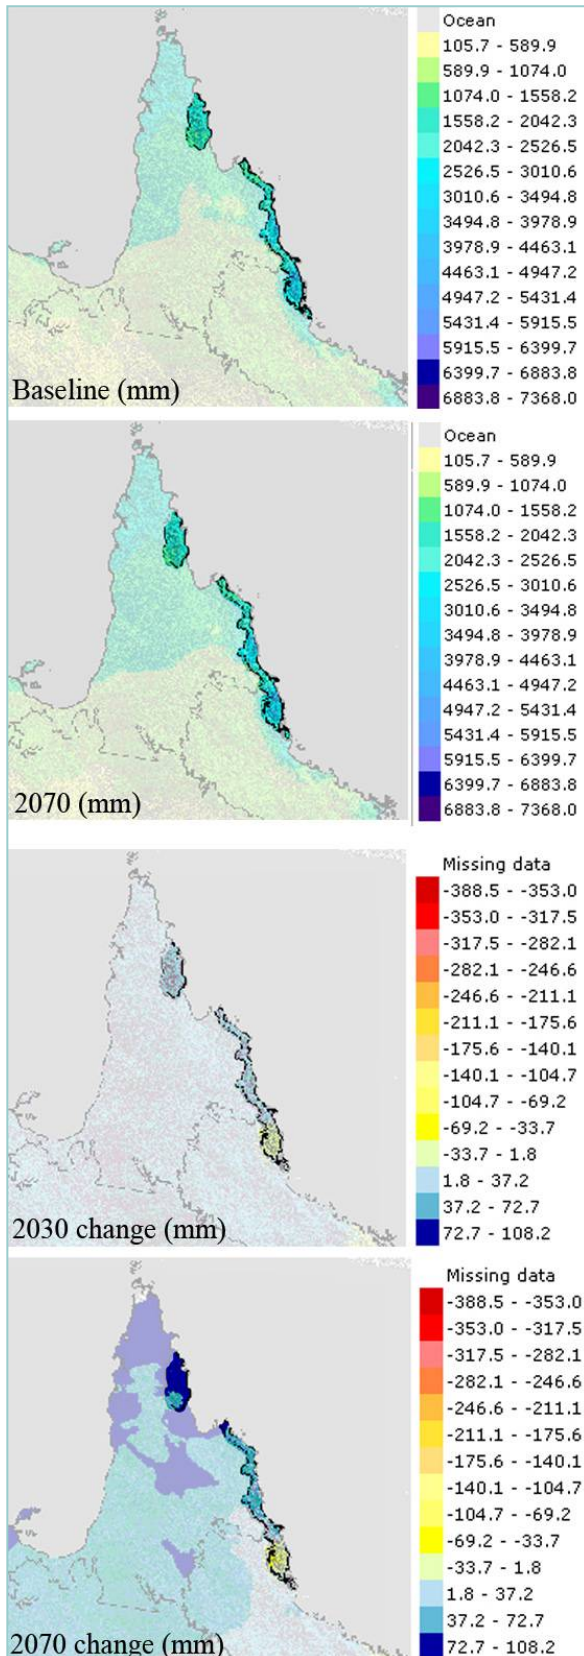 Ocean
105.7 - 589.9
589.9 - 1074.0
1074.0 - 1558.2
1558.2 - 2042.3
2042.3 - 2526.5
2526.5 - 3010.6
3010.6 - 3494.8
3494.8 - 3978.9
3978.9 - 4463.1
4463.1 - 4947.2
4947.2 - 5431.4
5431.4 - 5915.5
5915.5 - 6399.7
6399.7 - 6883.8
6883.8 - 7368.0
Baseline (mm)
Ocean
105.7 - 589.9
589.9 - 1074.0
1074.0 - 1558.2
1558.2 - 2042.3
2042.3 - 2526.5
2526.5 - 3010.6
3010.6 - 3494.8
3494.8 - 3978.9
3978.9 - 4463.1
4463.1 - 4947.2
4947.2 - 5431.4
5431.4 - 5915.5
5915.5 - 6399.7
6399.7 - 6883.8
6883.8 - 7368.0
2070 (mm)
Missing data
-388.5 - -353.0
-353.0 - -317.5
-317.5 - -282.1
-282.1 - -246.6
-246.6 - -211.1
-211.1 - -175.6
-175.6 - -140.1
-140.1 - -104.7
-104.7 - -69.2
-69.2 - -33.7
-33.7 - 1.8
1.8 - 37.2
37.2 - 72.7
72.7 - 108.2
2030 change (mm)
Missing data
-388.5 - -353.0
-353.0 - -317.5
-317.5 - -282.1
-282.1 - -246.6
-246.6 - -211.1
-211.1 - -175.6
-175.6 - -140.1
-140.1 - -104.7
-104.7 - -69.2
-69.2 - -33.7
-33.7 - 1.8
1.8 - 37.2
37.2 - 72.7
72.7 - 108.2
2070 change (mm)